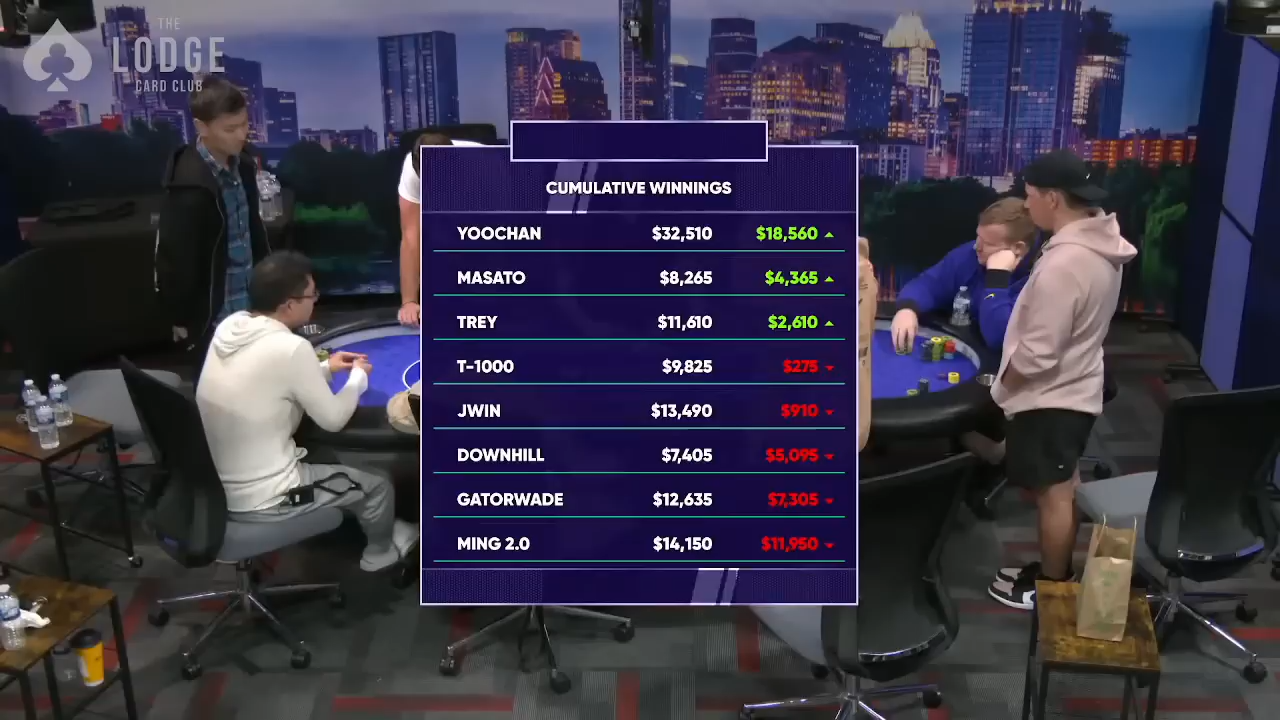 THE
LODGE
CARD CLUB
CUMULATIVE WINNINGS
YOOCHAN $32,510 $18,560
MASATO $8,265 $4,365
TREY $11,610 $2,610
T-1000 $9,825 $275
JWIN $13,490 $910
DOWNHILL $7,405 $5,095
GATORWADE $12,635 $7,305
MING 2.0 $14,150 $11,950